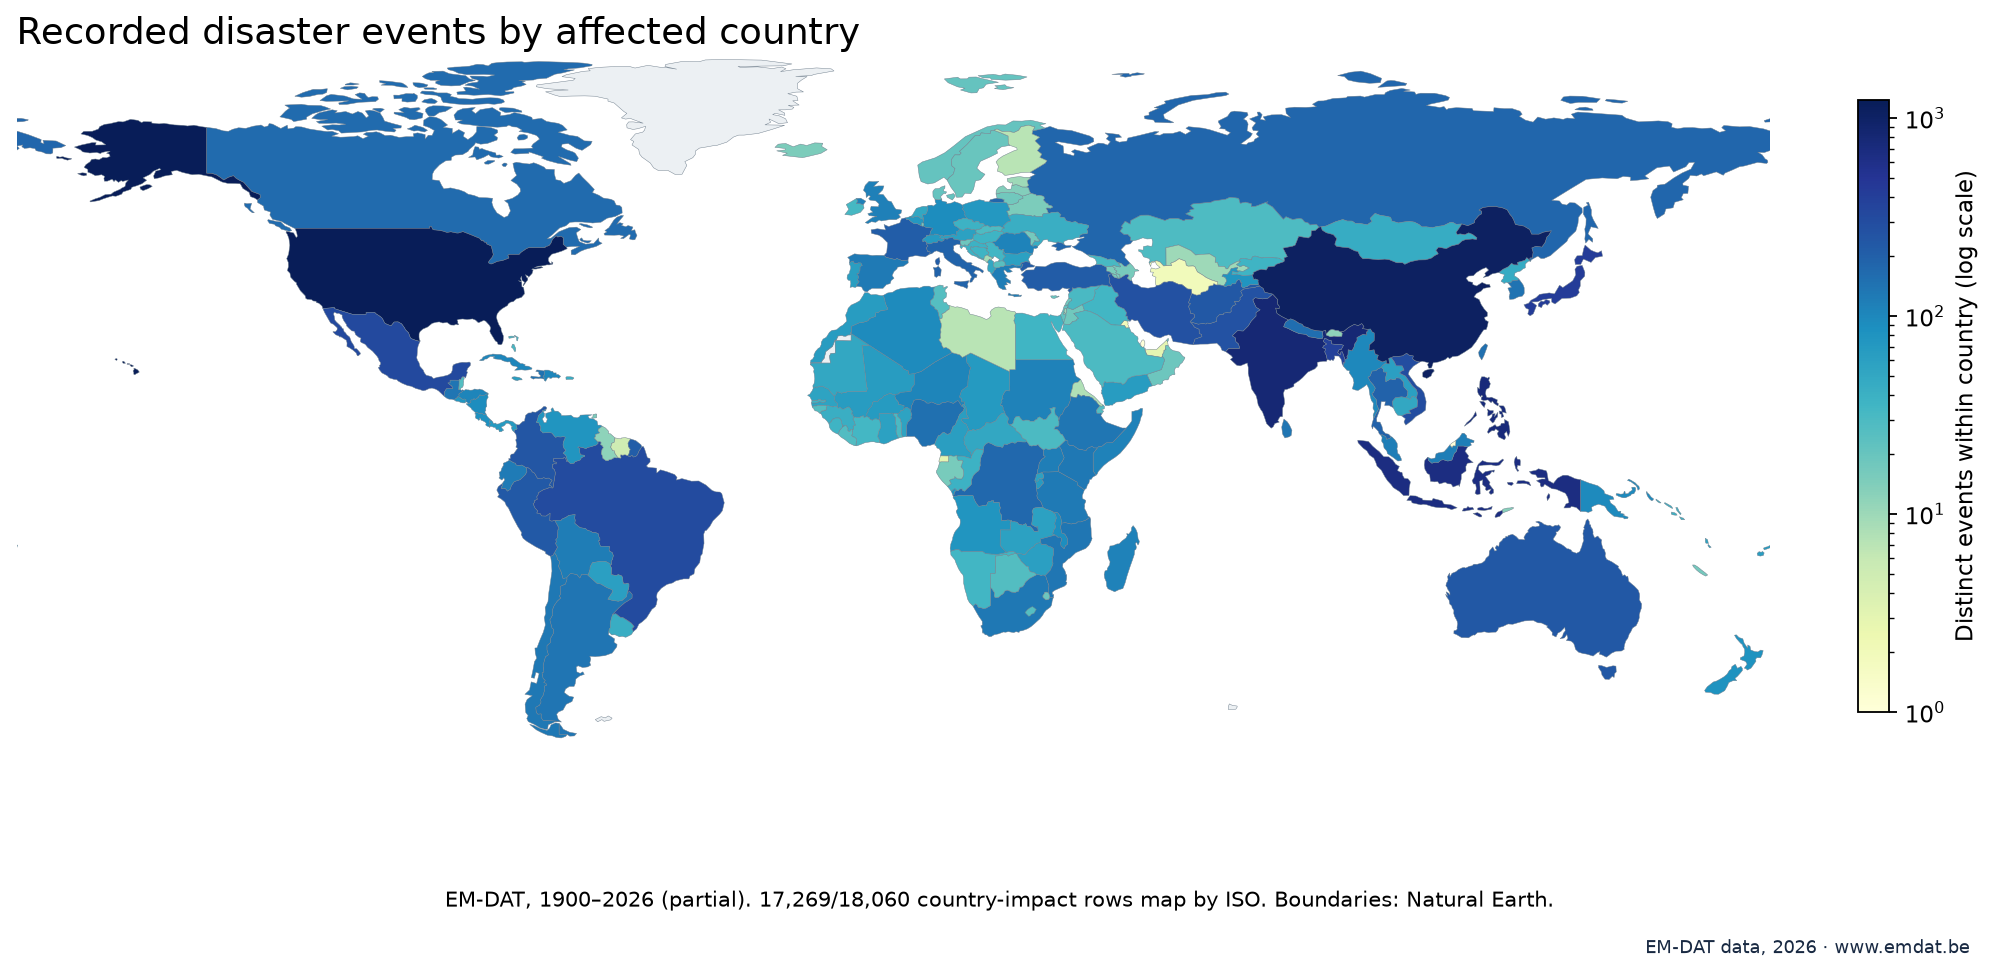 Recorded disaster events by affected country
10³
10²
10¹
10⁰
Distinct events within country (log scale)
EM-DAT, 1900–2026 (partial). 17,269/18,060 country-impact rows map by ISO. Boundaries: Natural Earth.
EM-DAT data, 2026 · www.emdat.be